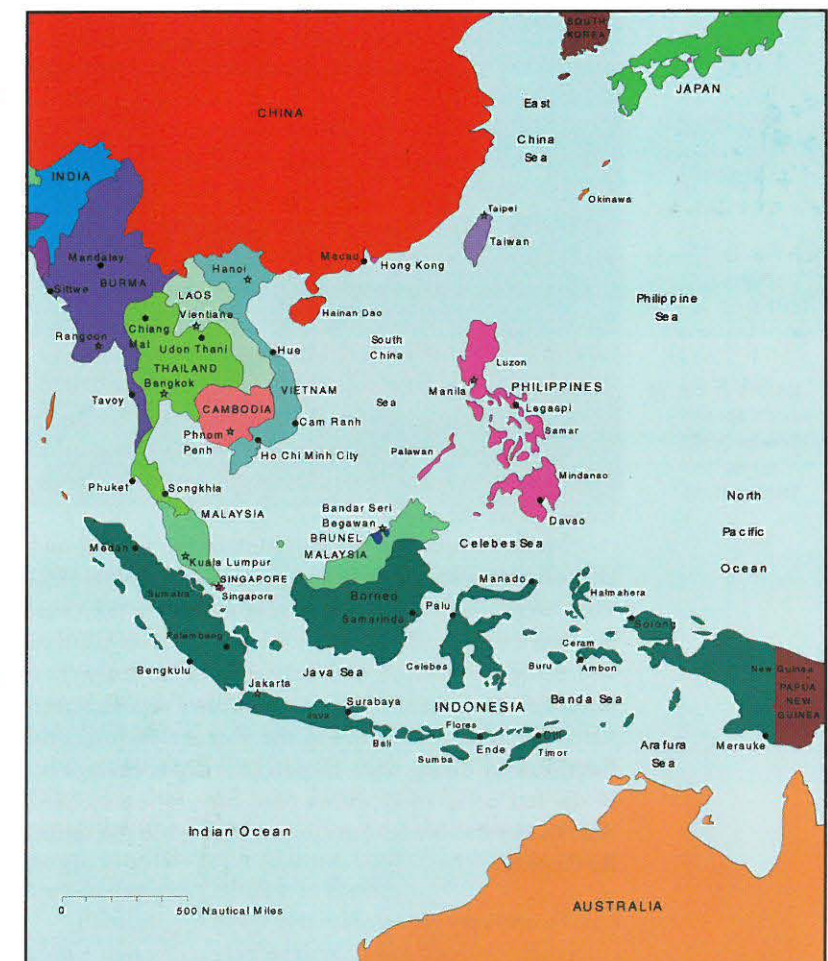 SOUTH
KOREA
JAPAN
East
China
Sea
CHINA
INDIA
Okinawa
Taipei
Taiwan
Mandalay
BURMA
Sittwe
Hanoi
Macao
Hong Kong
LAOS
Vientiane
Hainan Dao
Philippine
Sea
Chiang
Mai
Udon Thani
Rangoon
Hue
South
China
Sea
THAILAND
Bangkok
Luzon
Manila
PHILIPPINES
Legaspi
Tavoy
CAMBODIA
VIETNAM
Cam Ranh
Samar
Phnom
Penh
Ho Chi Minh City
Palawan
Mindanao
Phuket
Songkhla
North
Pacific
Ocean
Davao
MALAYSIA
Bandar Seri
Begawan
BRUNEL
MALAYSIA
Celebes Sea
Medan
Kuala Lumpur
SINGAPORE
Singapore
Manado
Sumatra
Borneo
Samarinda
Palu
Halmahera
Sorong
Palembang
Ceram
Bengkulu
Java Sea
Celebes
Buru
Ambon
New Guinea
PAPUA
NEW
GUINEA
Jakarta
Surabaya
INDONESIA
Banda Sea
Java
Bali
Flores
Ende
Sumba
Dili
Timor
Arafura
Sea
Merauke
Indian Ocean
0
500 Nautical Miles
AUSTRALIA